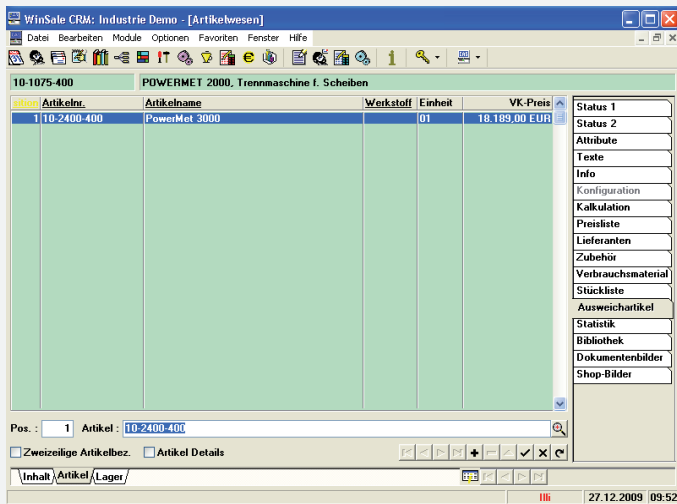 WinSale CRM: Industrie Demo - [Artikelwesen]
Datei Bearbeiten Module Optionen Favoriten Fenster Hilfe
10-1075-400 POWERMET 2000, Trennmaschine f. Scheiben
Artikelnr. Artikelname Werkstoff Einheit VK-Preis
1 10-2400-400 PowerMet 3000 01 18.189,00 EUR
Status 1
Status 2
Attribute
Texte
Info
Konfiguration
Kalkulation
Preisliste
Lieferanten
Zubehör
Verbrauchsmaterial
Stückliste
Ausweichartikel
Statistik
Bibliothek
Dokumentenbilder
Shop-Bilder
Pos. : 1 Artikel : 10-2400-400
Zweizeilige Artikelbez. Artikel Details
Inhalt Artikel Lager
Illi 27.12.2009 09:52